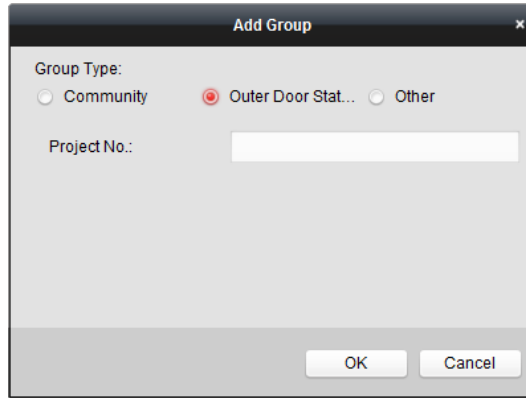 Add Group ×
Group Type:
Community Outer Door Stat... Other
Project No.:
OK Cancel